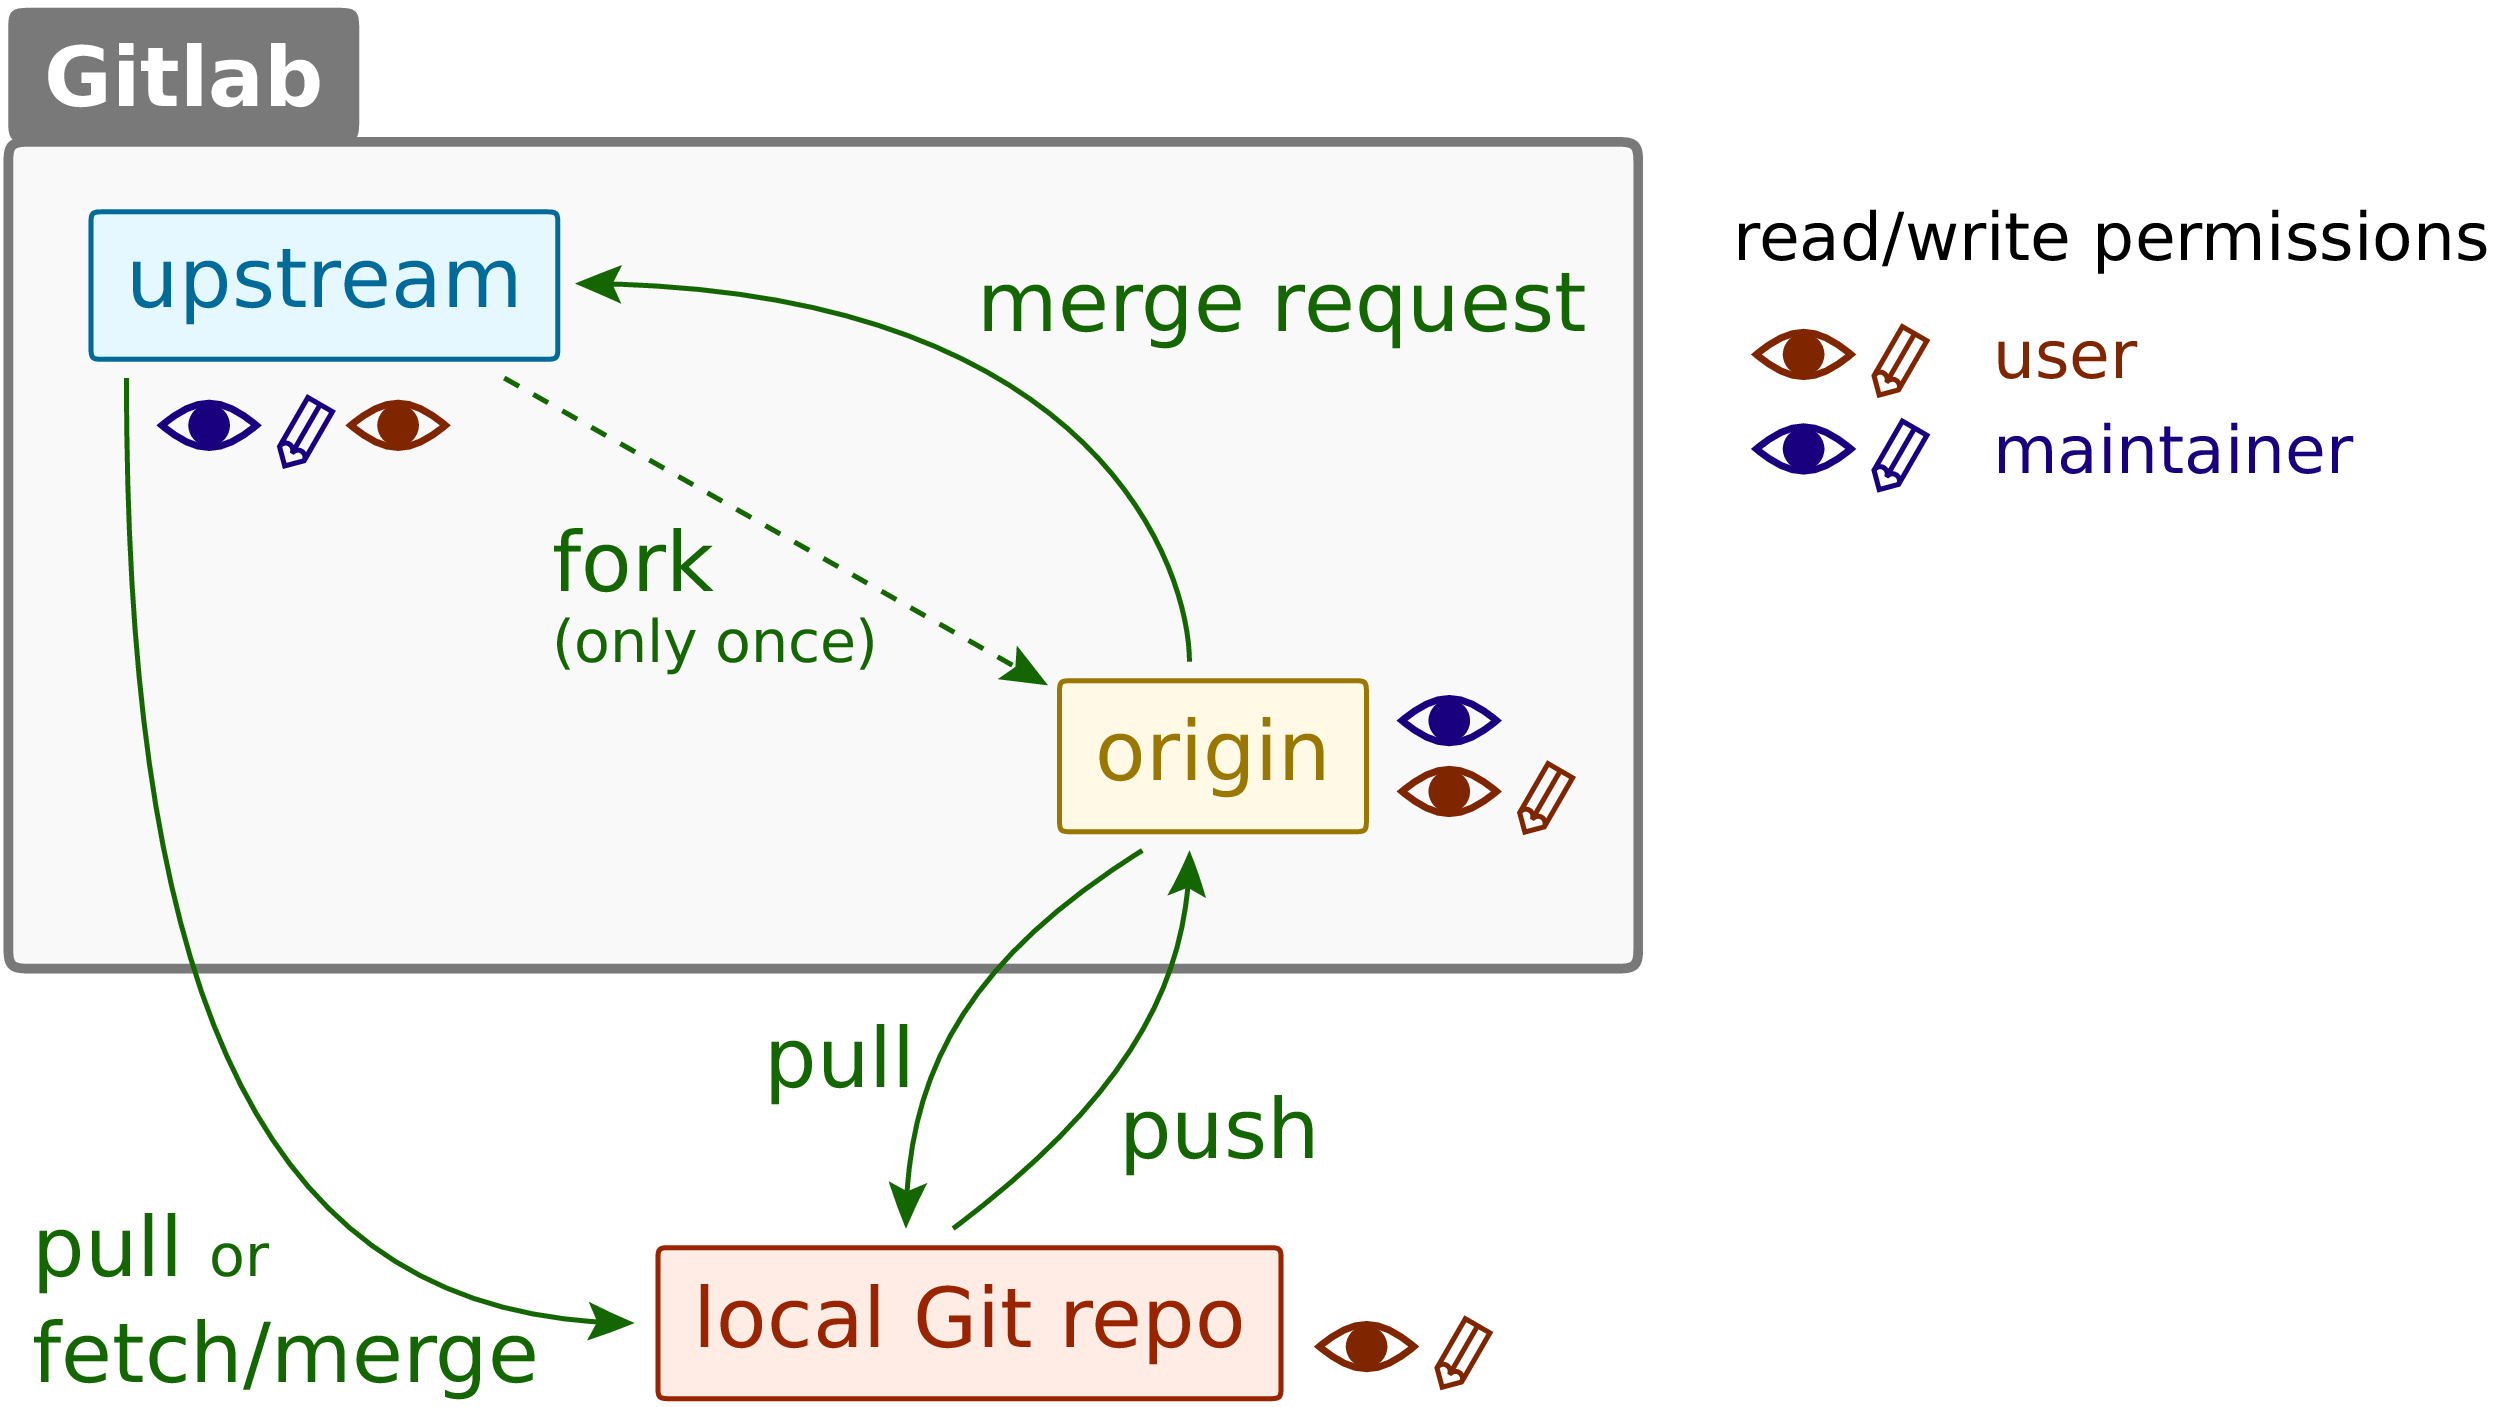 Gitlab
upstream
merge request
read/write permissions
user
maintainer
fork
(only once)
origin
pull
push
pull or
fetch/merge
local Git repo